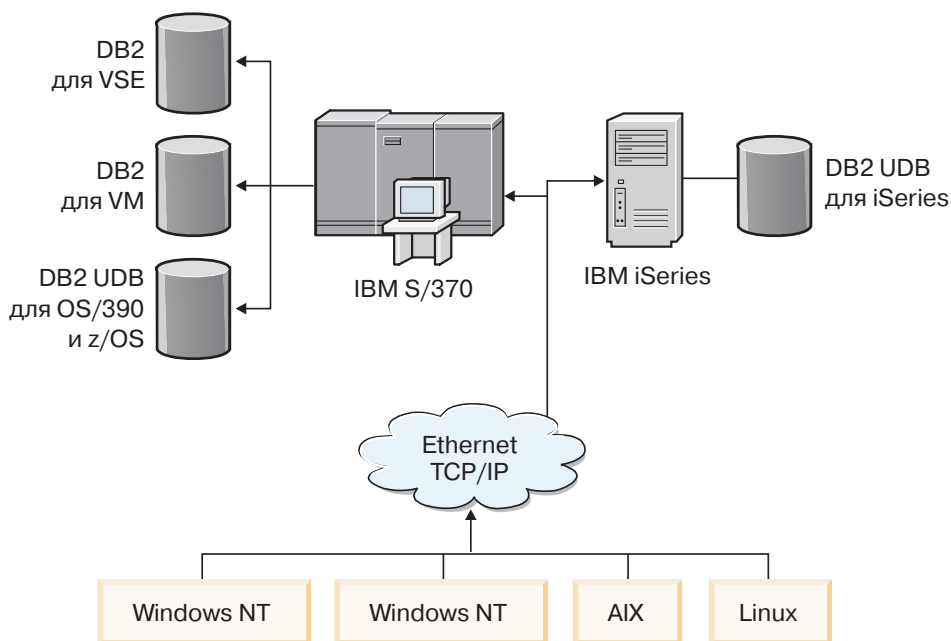 DB2
для VSE
DB2
для VM
DB2 UDB
для OS/390
и z/OS
IBM S/370
IBM iSeries
DB2 UDB
для iSeries
Ethernet
TCP/IP
Windows NT
Windows NT
AIX
Linux